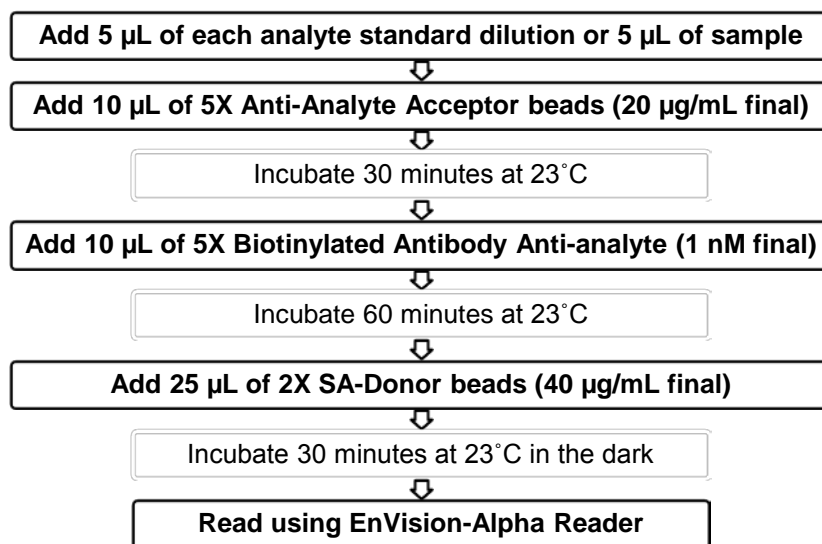 Add 5 µL of each analyte standard dilution or 5 µL of sample
Add 10 µL of 5X Anti-Analyte Acceptor beads (20 µg/mL final)
Incubate 30 minutes at 23˚C
Add 10 µL of 5X Biotinylated Antibody Anti-analyte (1 nM final)
Incubate 60 minutes at 23˚C
Add 25 µL of 2X SA-Donor beads (40 µg/mL final)
Incubate 30 minutes at 23˚C in the dark
Read using EnVision-Alpha Reader